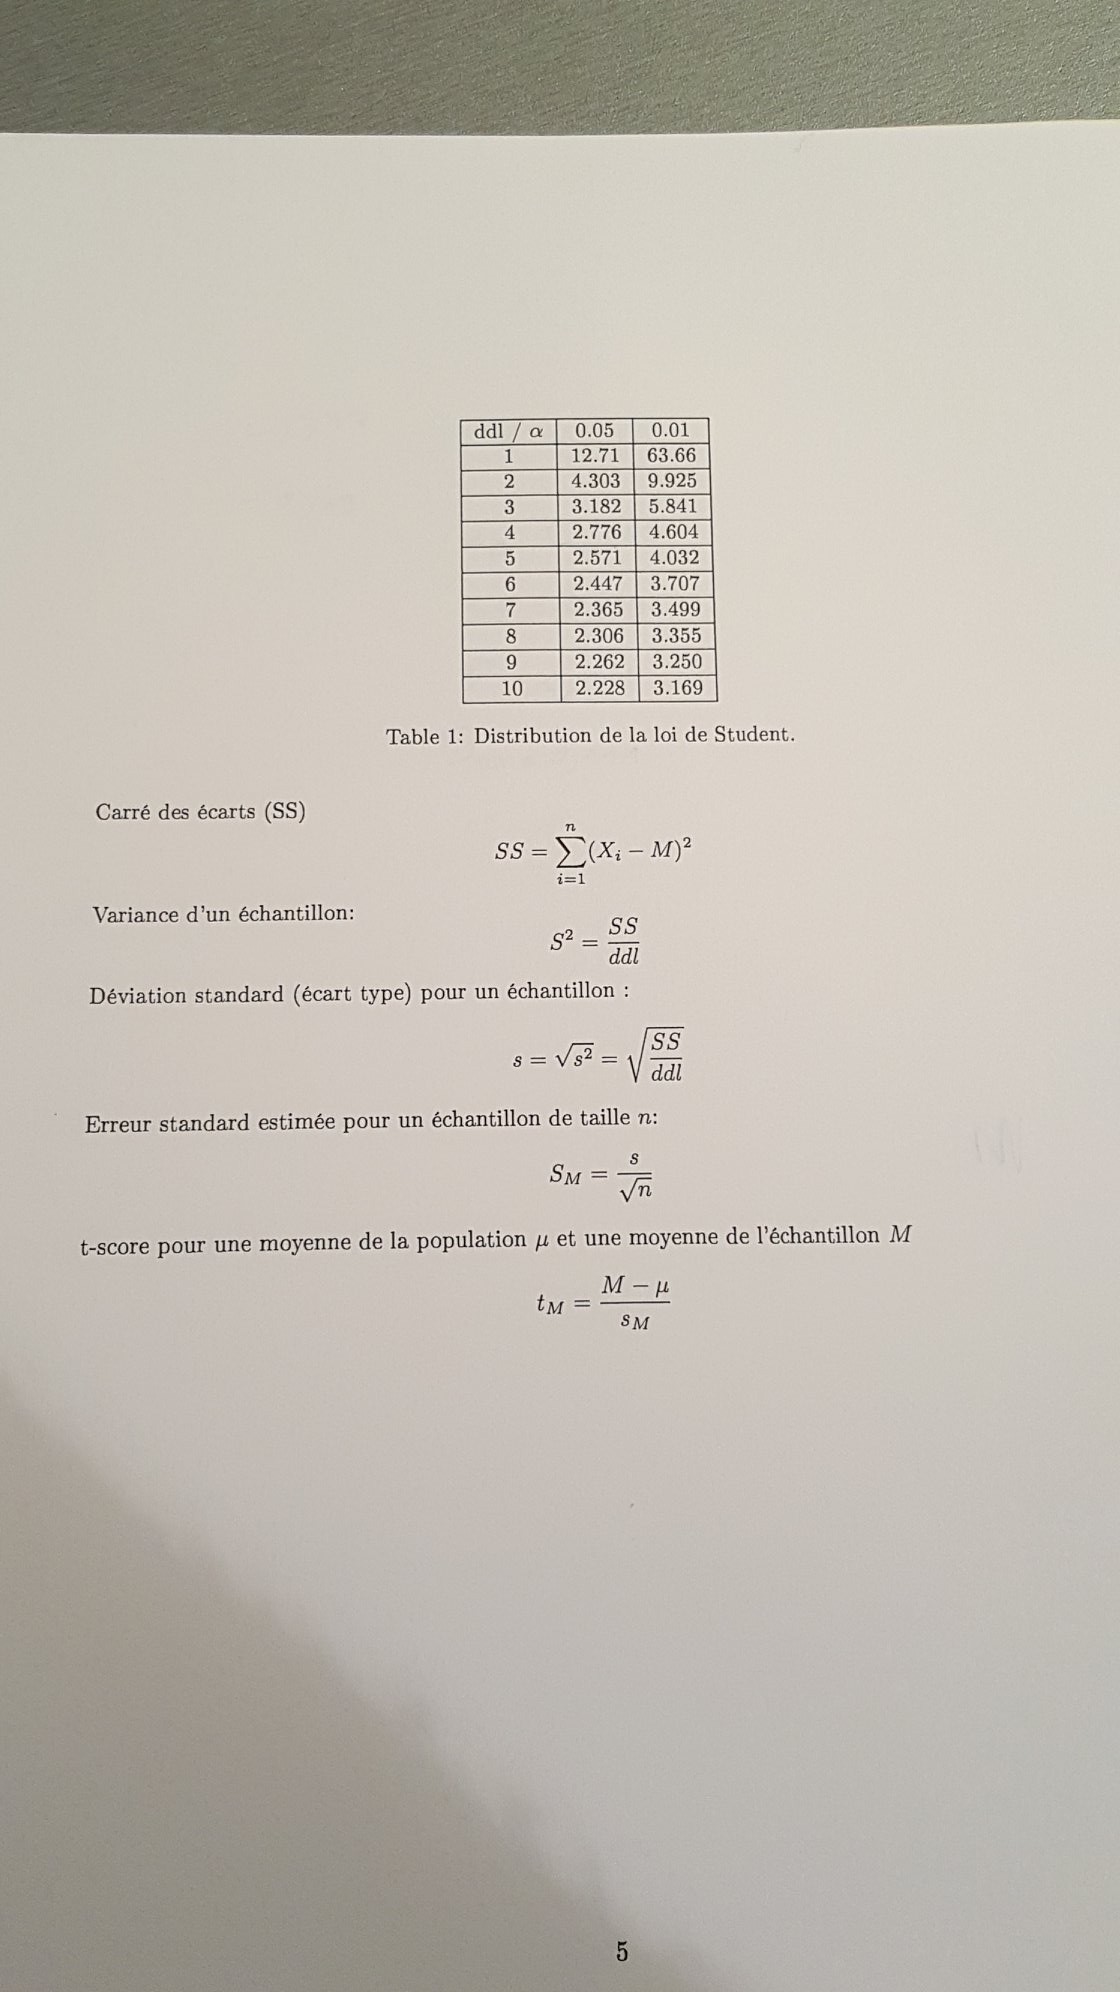 ddl / α 0.05 0.01
1 12.71 63.66
2 4.303 9.925
3 3.182 5.841
4 2.776 4.604
5 2.571 4.032
6 2.447 3.707
7 2.365 3.499
8 2.306 3.355
9 2.262 3.250
10 2.228 3.169
Table 1: Distribution de la loi de Student.
Carré des écarts (SS)
SS = \sum_{i=1}^{n} (X_i − M)^2
Variance d'un échantillon:
S^2 = \frac{SS}{ddl}
Déviation standard (écart type) pour un échantillon :
s = \sqrt{s^2} = \sqrt{\frac{SS}{ddl}}
Erreur standard estimée pour un échantillon de taille n:
S_M = \frac{s}{\sqrt{n}}
t-score pour une moyenne de la population μ et une moyenne de l'échantillon M
t_M = \frac{M − μ}{s_M}
5